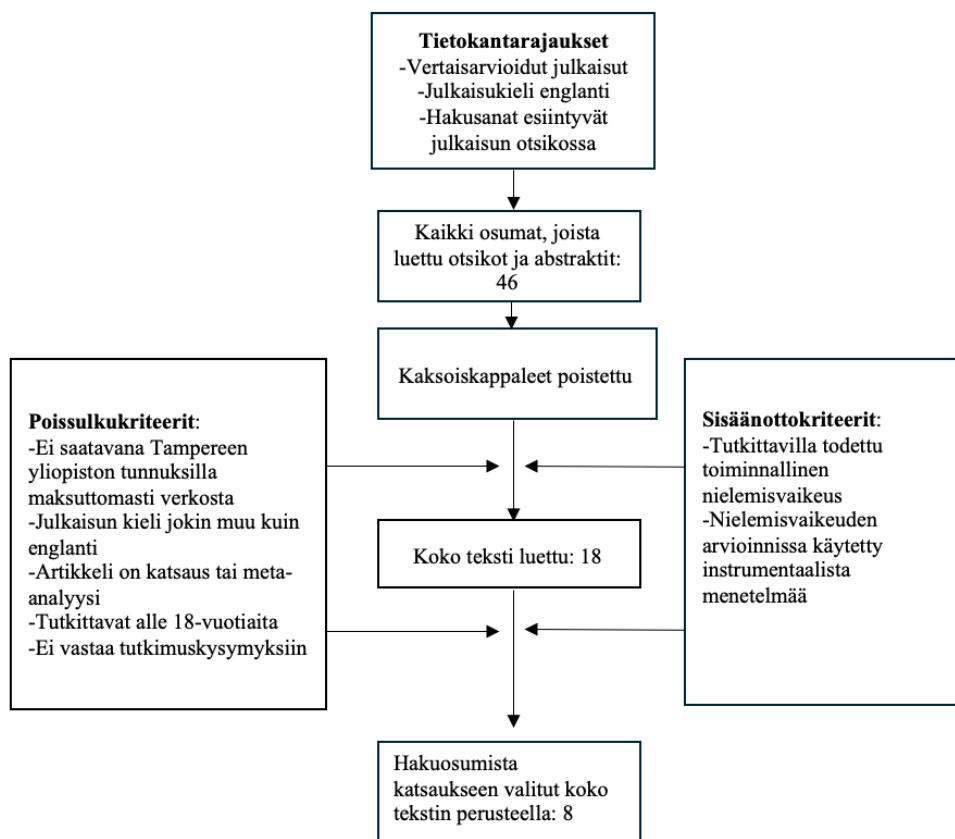 Tietokantarajaukset
-Vertaisarvioidut julkaisut
-Julkaisukieli englanti
-Hakusanat esiintyvät
julkaisun otsikossa
Kaikki osumat, joista
luettu otsikot ja abstraktit:
46
Kaksoiskappaleet poistettu
Poissulkukriteerit:
-Ei saatavana Tampereen
yliopiston tunnuksilla
maksuttomasti verkosta
-Julkaisun kieli jokin muu kuin
englanti
-Artikkeli on katsaus tai meta-
analyysi
-Tutkittavat alle 18-vuotiaita
-Ei vastaa tutkimuskysymyksiin
Sisäänottokriteerit:
-Tutkittavilla todettu
toiminnallinen
nielemisvaikeus
-Nielemisvaikeuden
arvioinnissa käytetty
instrumentaalista
menetelmää
Koko teksti luettu: 18
Hakuosumista
katsaukseen valitut koko
tekstin perusteella: 8